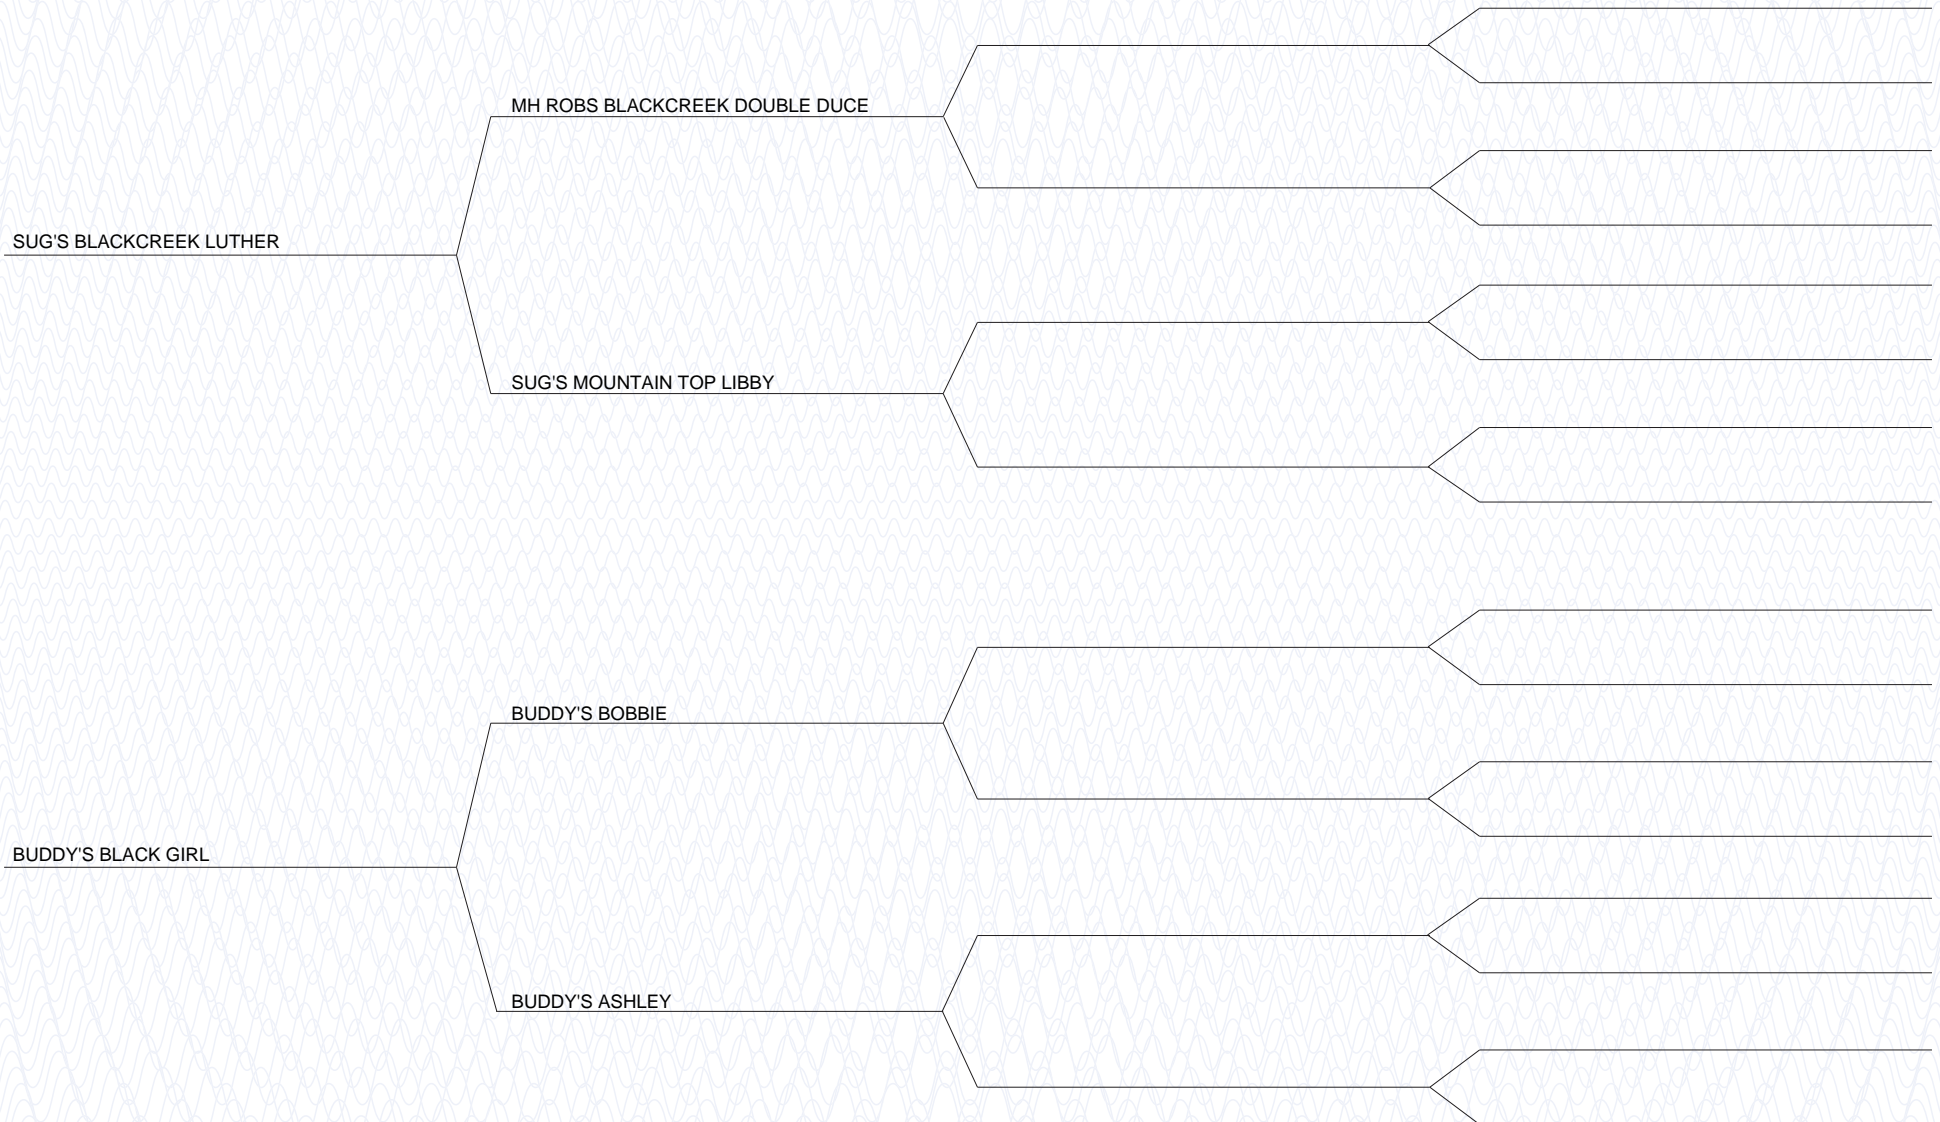 MH ROBS BLACKCREEK DOUBLE DUCE
SUG'S BLACKCREEK LUTHER
SUG'S MOUNTAIN TOP LIBBY
BUDDY'S BOBBIE
BUDDY'S BLACK GIRL
BUDDY'S ASHLEY